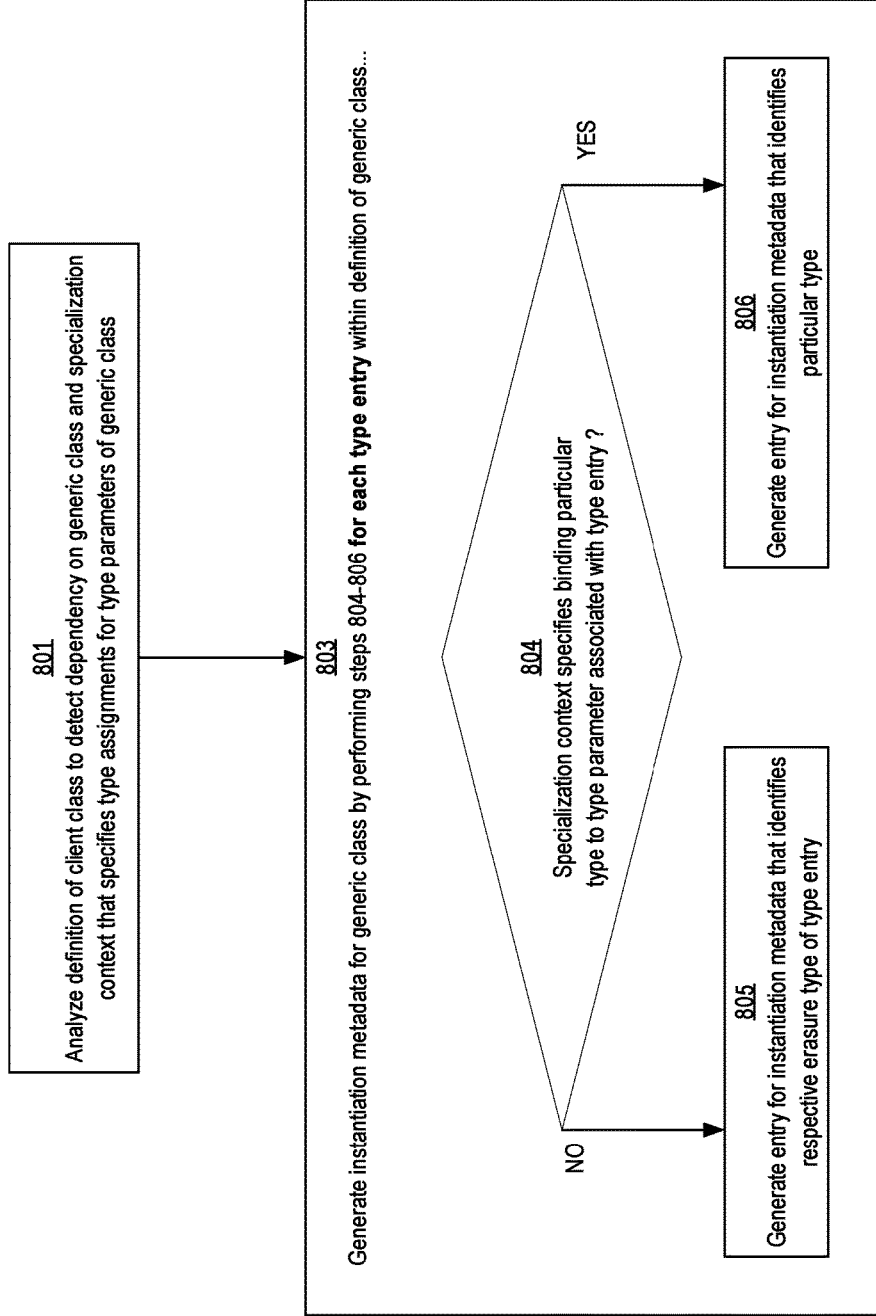 801
Analyze definition of client class to detect dependency on generic class and specialization
context that specifies type assignments for type parameters of generic class
803
Generate instantiation metadata for generic class by performing steps 804-806 for each type entry within definition of generic class...
804
Specialization context specifies binding particular
type to type parameter associated with type entry ?
NO
YES
805
Generate entry for instantiation metadata that identifies
respective erasure type of type entry
806
Generate entry for instantiation metadata that identifies
particular type